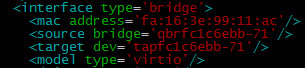 <interface type='bridge'>
<mac address='fa:16:3e:99:11:ac'/>
<source bridge='qbrfc1c6ebb-71'/>
<target dev='tapfc1c6ebb-71'/>
<model type='virtio'/>